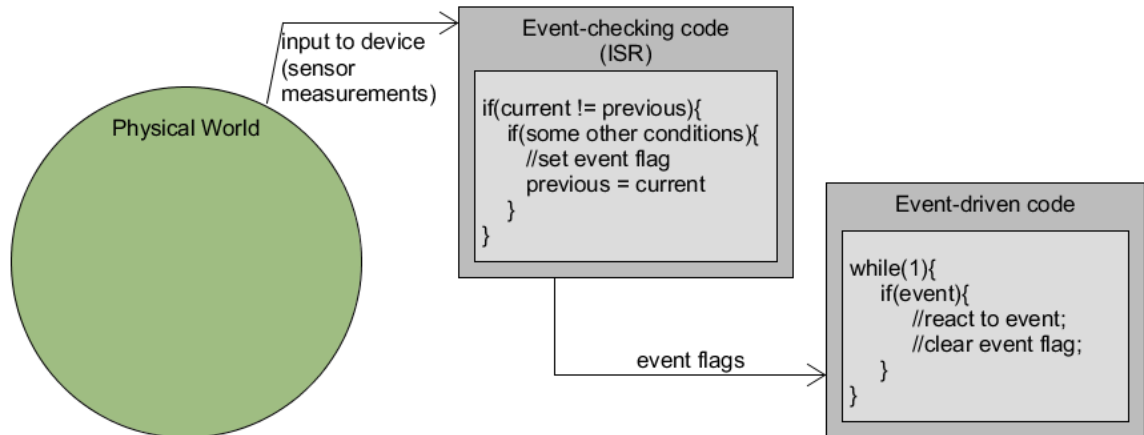 input to device
(sensor
measurements)
Physical World
Event-checking code
(ISR)
if(current != previous){
if(some other conditions){
//set event flag
previous = current
}
}
event flags
Event-driven code
while(1){
if(event){
//react to event;
//clear event flag;
}
}